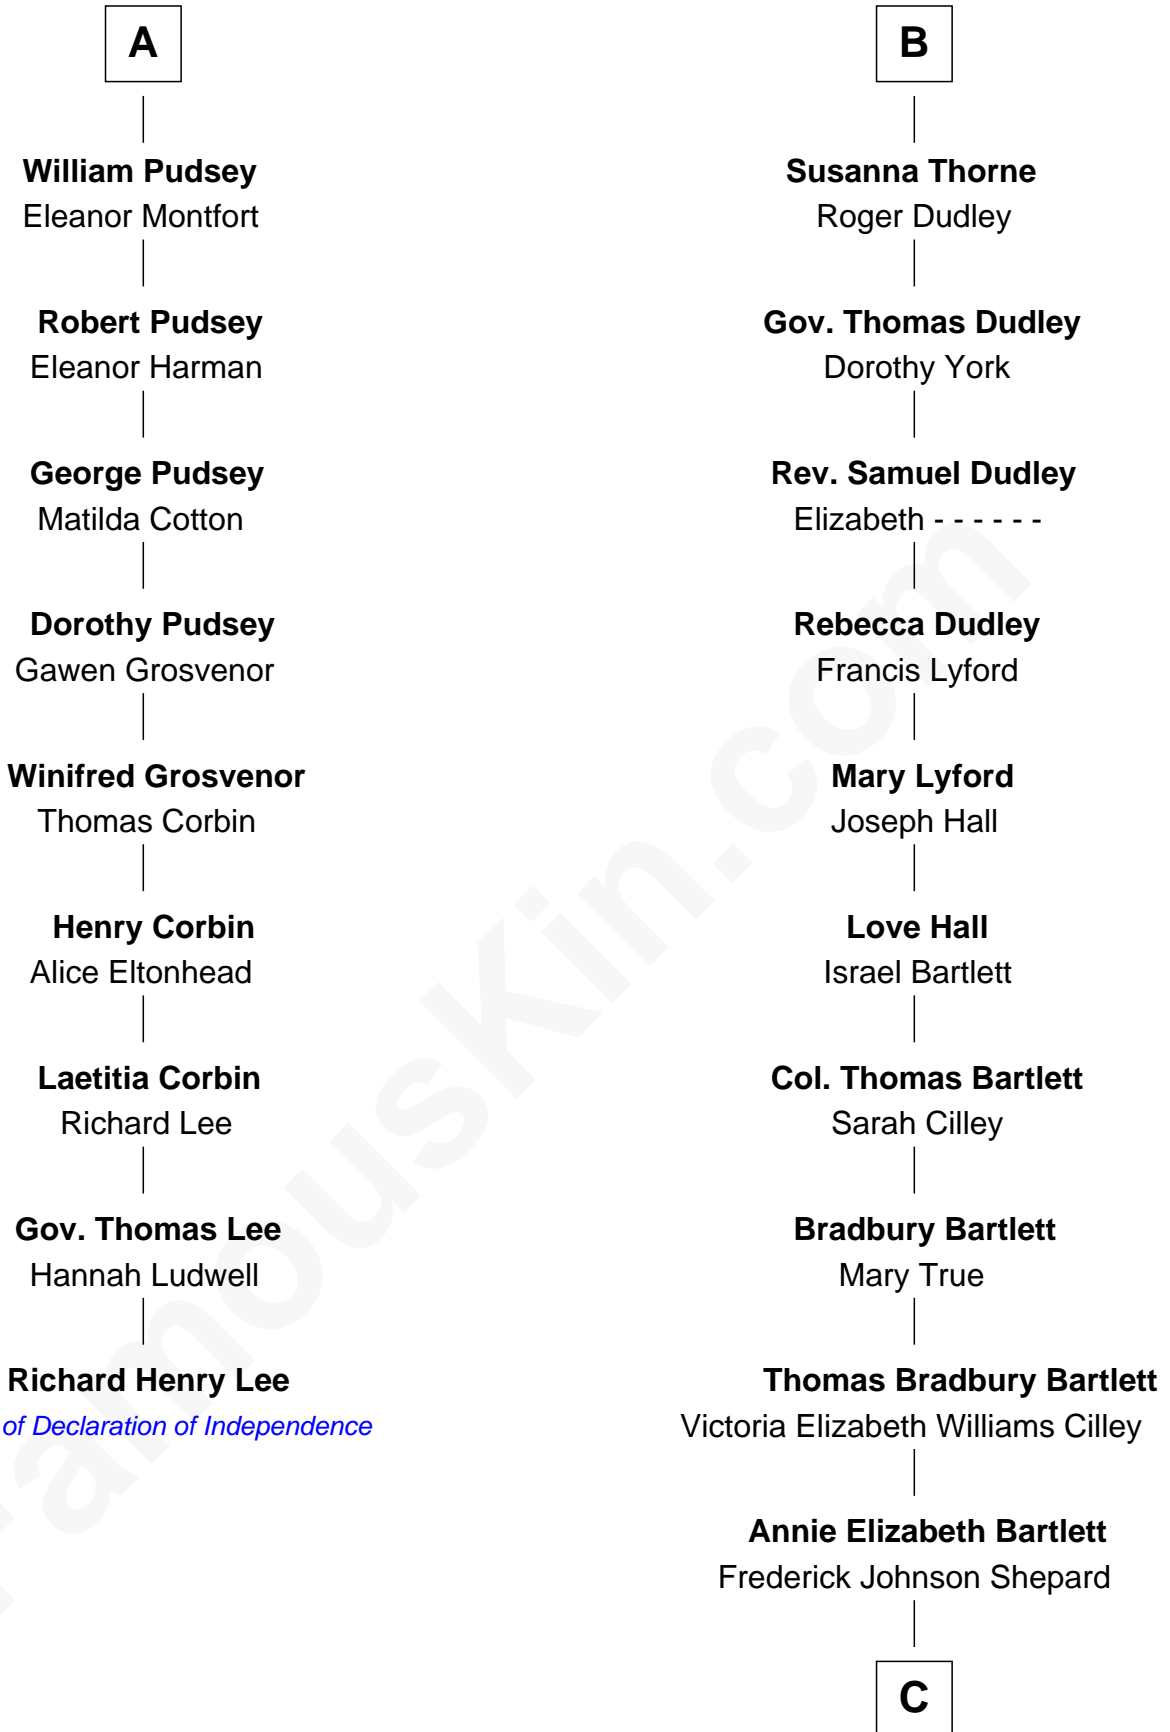 A
William Pudsey
Eleanor Montfort
Robert Pudsey
Eleanor Harman
George Pudsey
Matilda Cotton
Dorothy Pudsey
Gawen Grosvenor
Winifred Grosvenor
Thomas Corbin
Henry Corbin
Alice Eltonhead
Laetitia Corbin
Richard Lee
Gov. Thomas Lee
Hannah Ludwell
Richard Henry Lee
of Declaration of Independence
B
Susanna Thorne
Roger Dudley
Gov. Thomas Dudley
Dorothy York
Rev. Samuel Dudley
Elizabeth - - - - - -
Rebecca Dudley
Francis Lyford
Mary Lyford
Joseph Hall
Love Hall
Israel Bartlett
Col. Thomas Bartlett
Sarah Cilley
Bradbury Bartlett
Mary True
Thomas Bradbury Bartlett
Victoria Elizabeth Williams Cilley
Annie Elizabeth Bartlett
Frederick Johnson Shepard
C
FamousKin.com